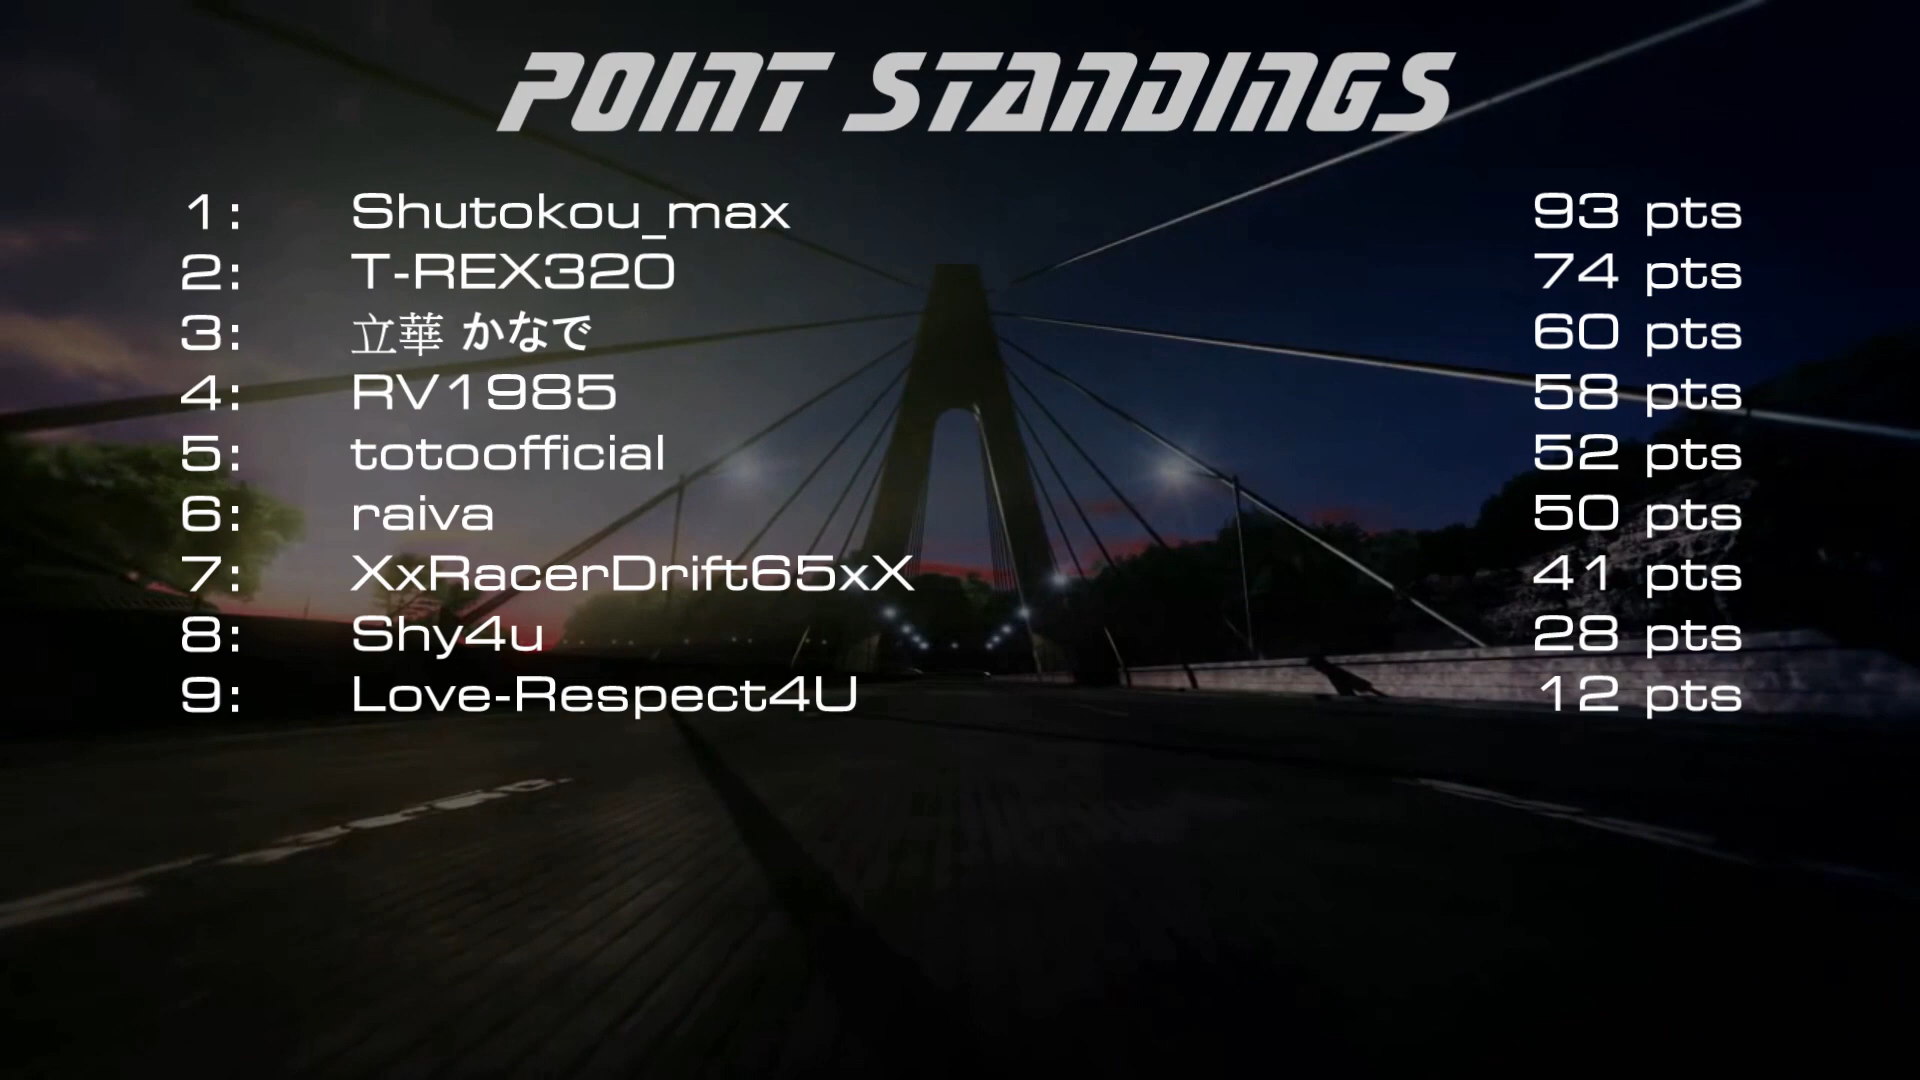 POINT STANDINGS
1: Shutokou_max 93 pts
2: T-REX320 74 pts
3: 立華 かなで 60 pts
4: RV1985 58 pts
5: totoofficial 52 pts
6: raiva 50 pts
7: XxRacerDrift65xX 41 pts
8: Shy4u 28 pts
9: Love-Respect4U 12 pts